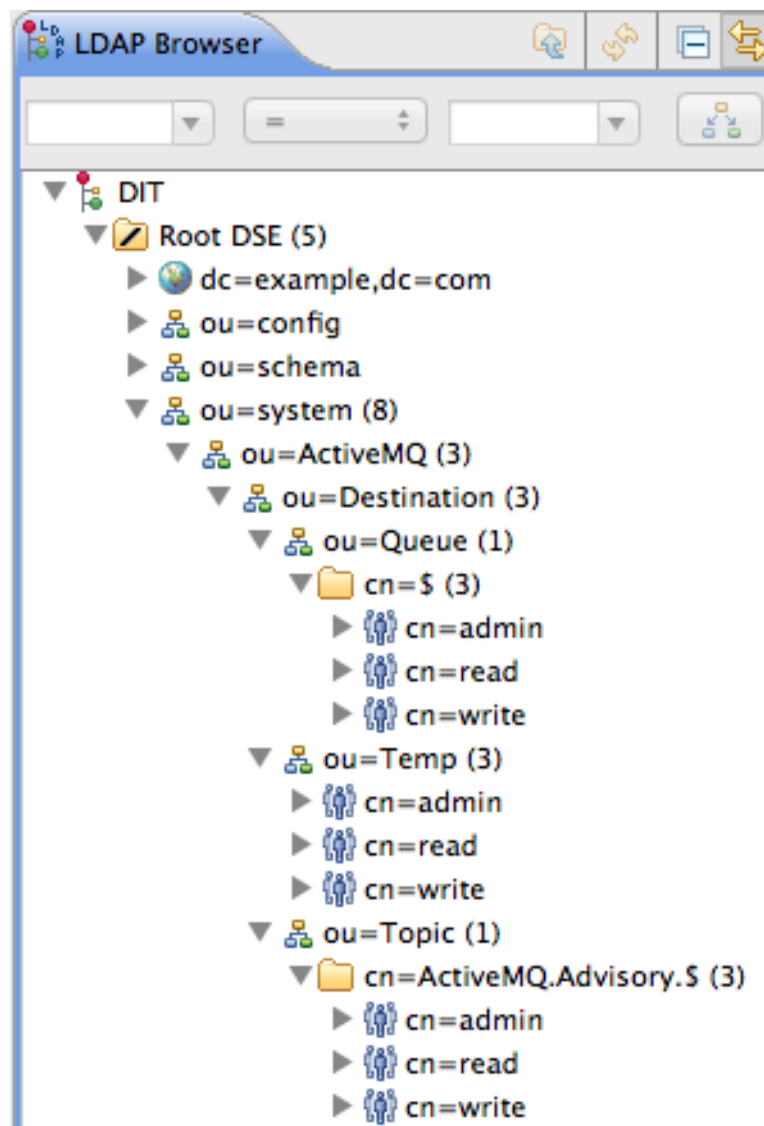 LDAP Browser
=
DIT
Root DSE (5)
dc=example,dc=com
ou=config
ou=schema
ou=system (8)
ou=ActiveMQ (3)
ou=Destination (3)
ou=Queue (1)
cn=$ (3)
cn=admin
cn=read
cn=write
ou=Temp (3)
cn=admin
cn=read
cn=write
ou=Topic (1)
cn=ActiveMQ.Advisory.$ (3)
cn=admin
cn=read
cn=write